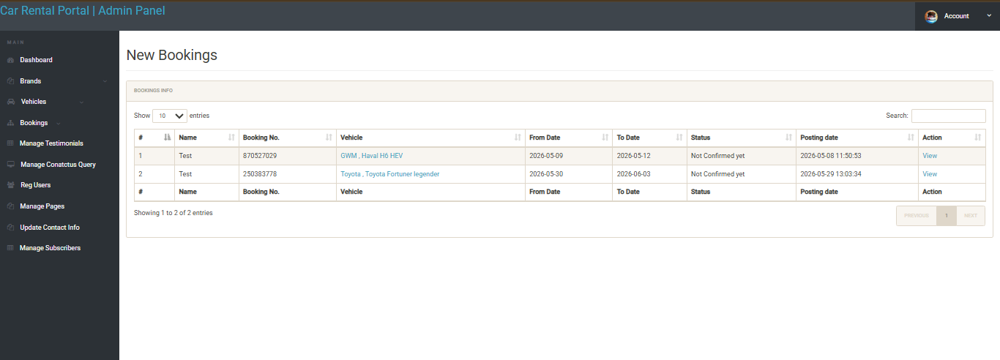 Car Rental Portal | Admin Panel
Account
MAIN
Dashboard
Brands
Vehicles
Bookings
Manage Testimonials
Manage Conatctus Query
Reg Users
Manage Pages
Update Contact Info
Manage Subscribers
New Bookings
BOOKINGS INFO
Show 10 entries Search:
# Name Booking No. Vehicle From Date To Date Status Posting date Action
1 Test 870527029 GWM , Haval H6 HEV 2026-05-09 2026-05-12 Not Confirmed yet 2026-05-08 11:50:53 View
2 Test 250383778 Toyota , Toyota Fortuner legender 2026-05-30 2026-06-03 Not Confirmed yet 2026-05-29 13:03:34 View
# Name Booking No. Vehicle From Date To Date Status Posting date Action
Showing 1 to 2 of 2 entries PREVIOUS 1 NEXT